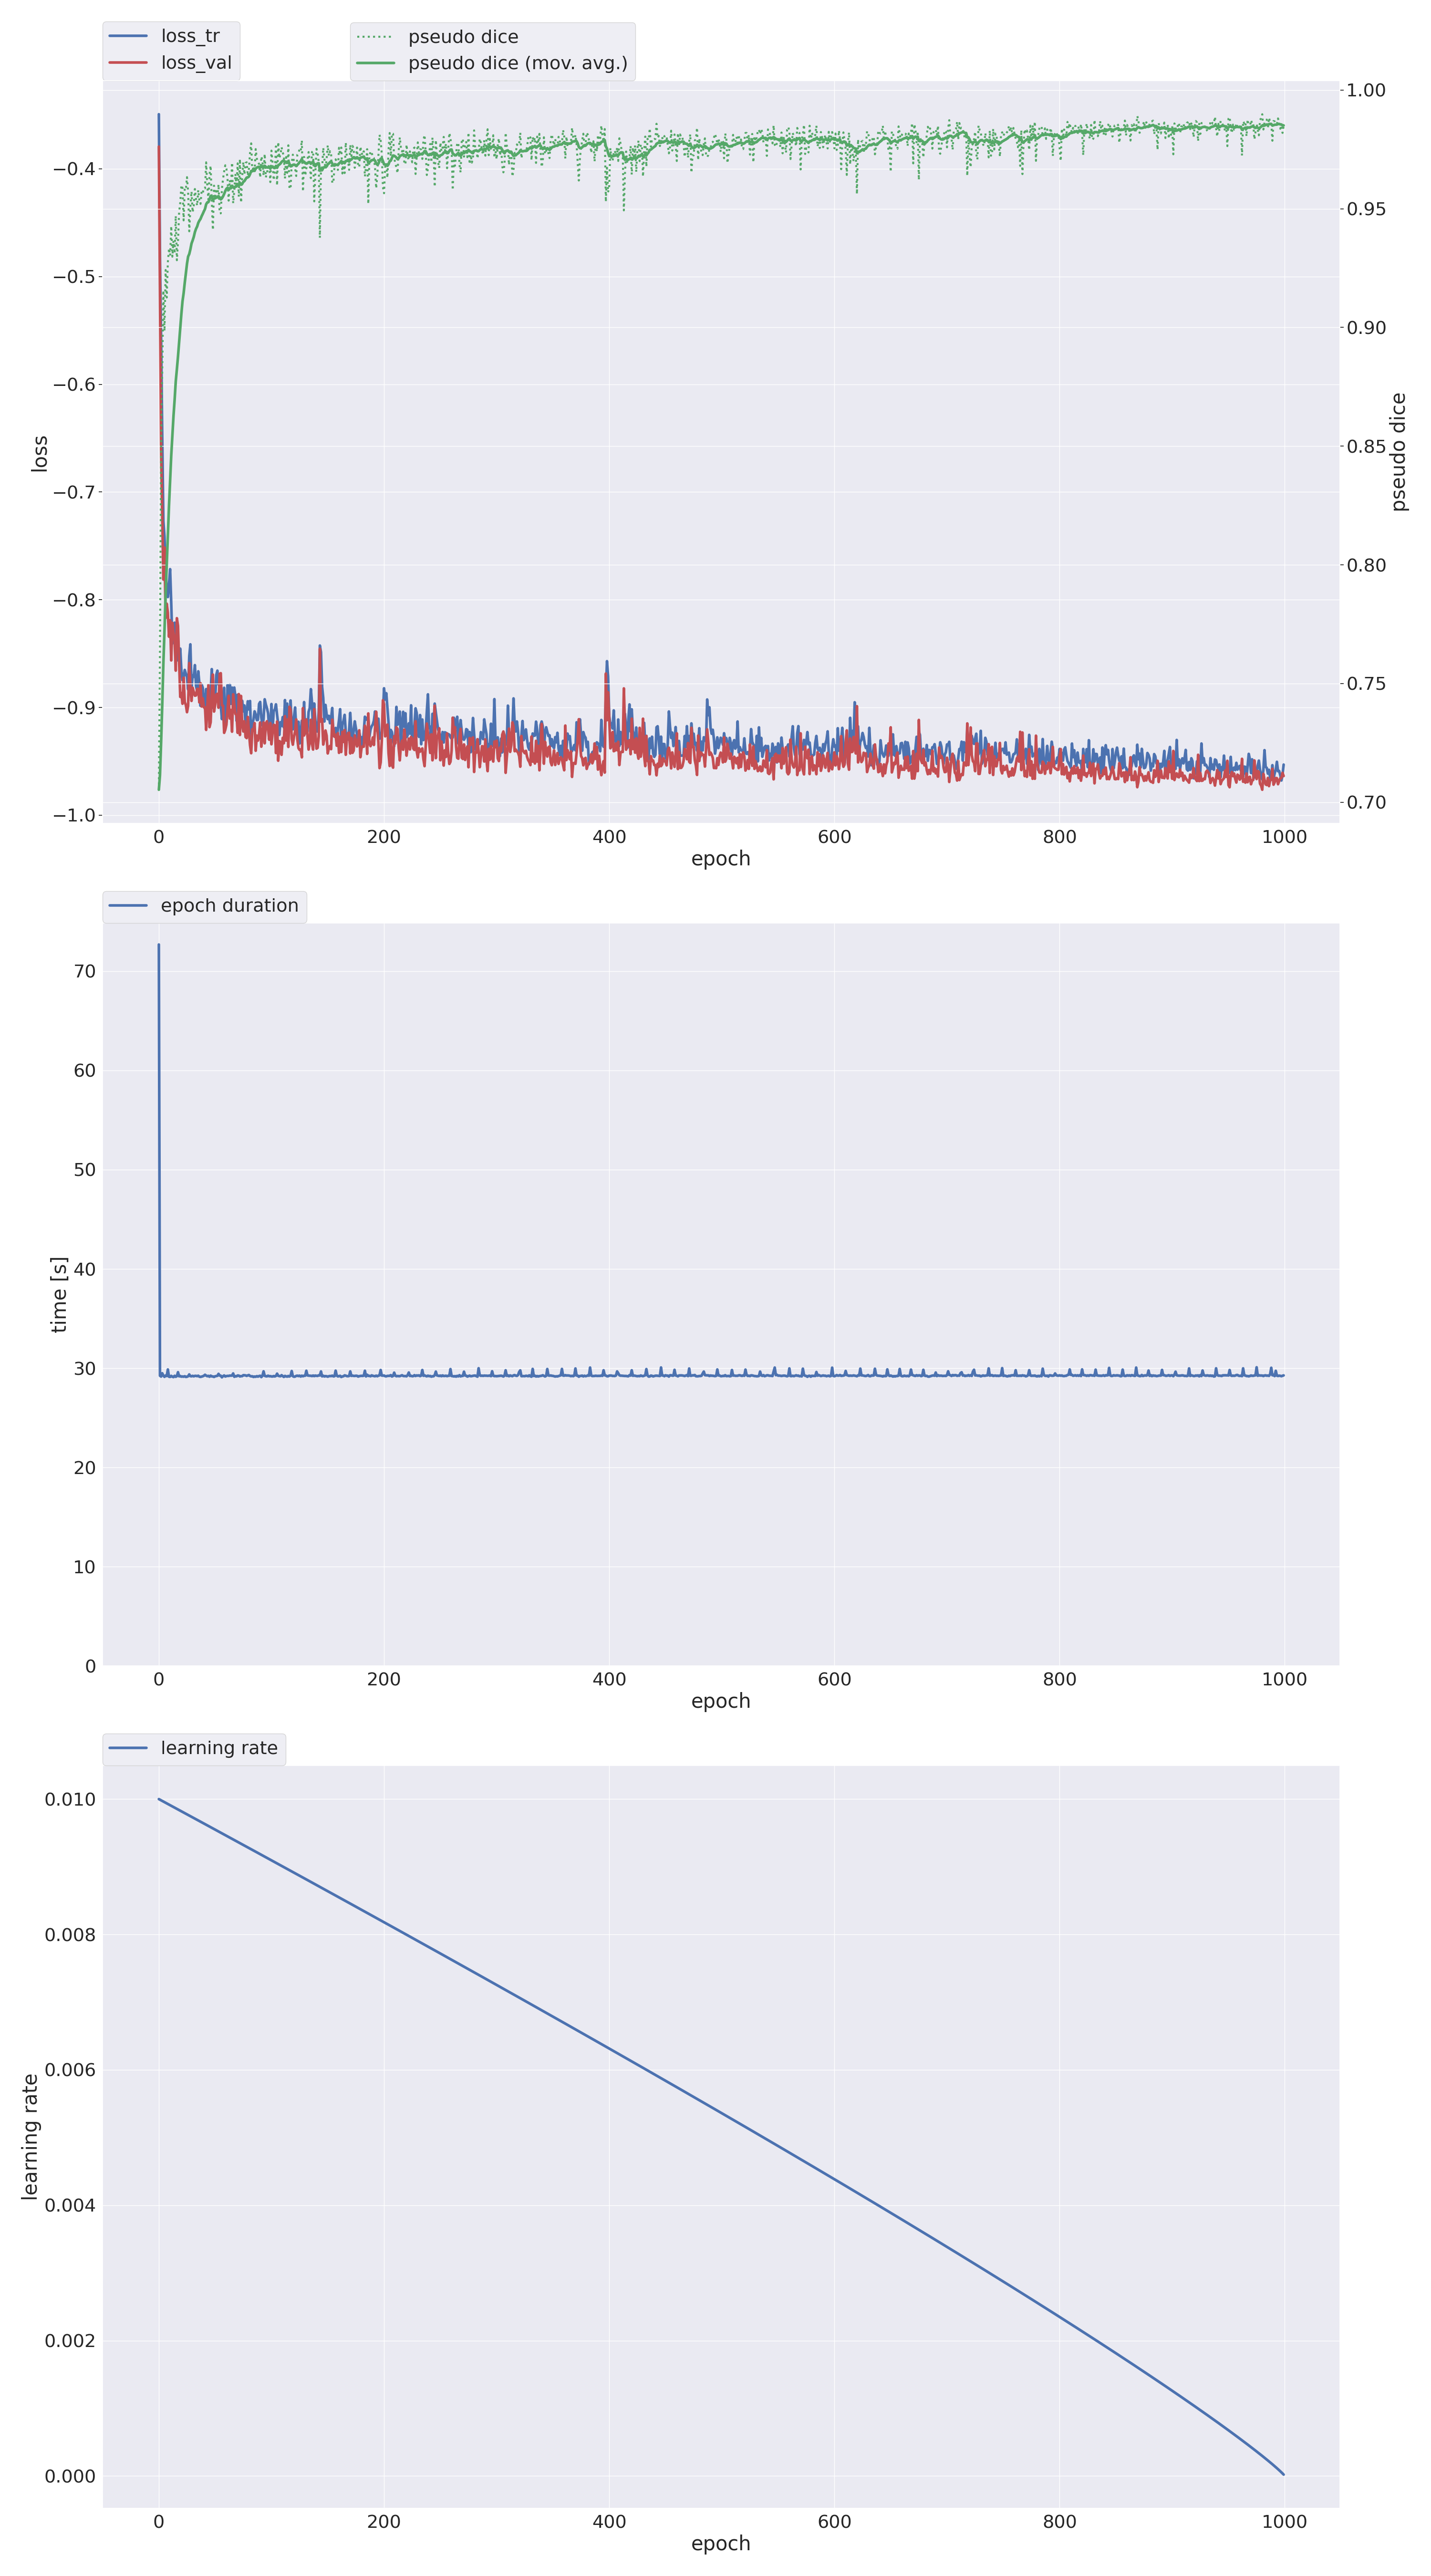 loss_tr
loss_val
pseudo dice
pseudo dice (mov. avg.)
−0.4
−0.5
−0.6
−0.7
−0.8
−0.9
−1.0
loss
1.00
0.95
0.90
0.85
0.80
0.75
0.70
pseudo dice
0 200 400 600 800 1000
epoch
epoch duration
70
60
50
40
30
20
10
0
time [s]
0 200 400 600 800 1000
epoch
learning rate
0.010
0.008
0.006
0.004
0.002
0.000
learning rate
0 200 400 600 800 1000
epoch